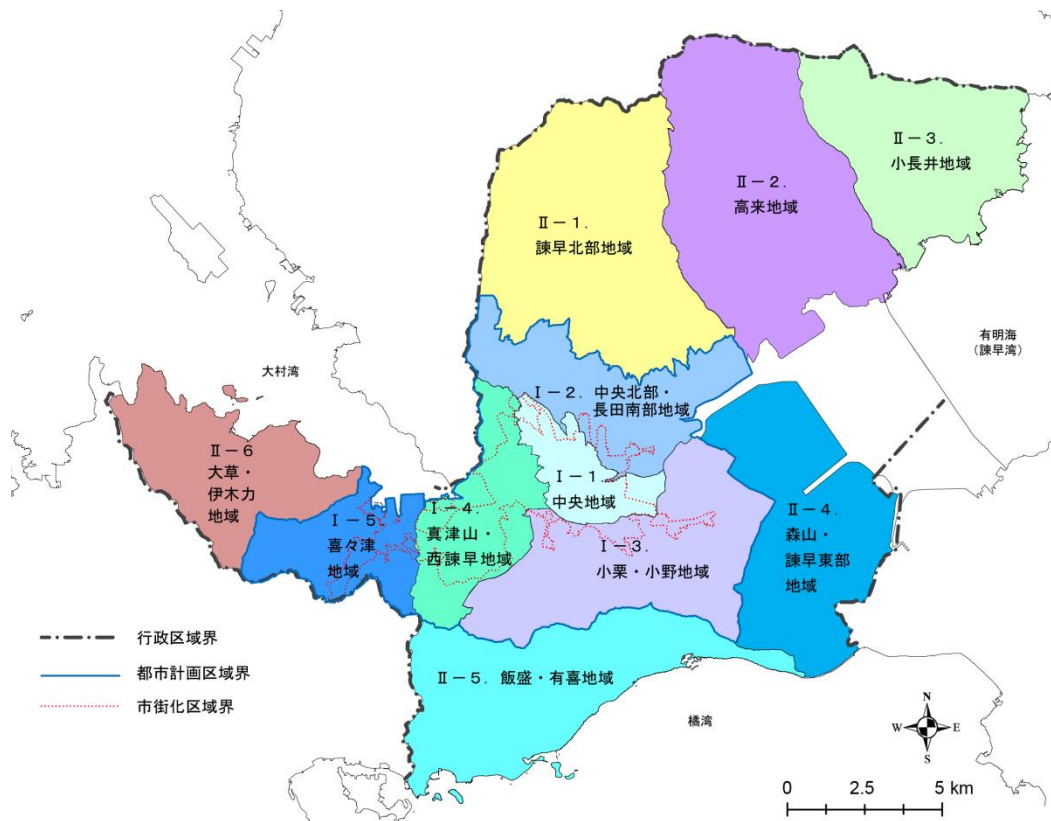 Ⅱ－3．
小長井地域
Ⅱ－2．
高来地域
Ⅱ－1．
諫早北部地域
有明海
（諫早湾）
大村湾
Ⅰ－2．中央北部・
長田南部地域
Ⅱ－6
大草・
伊木力
地域
Ⅰ－1．
中央地域
Ⅰ－4．
真津山・
西諫早地域
Ⅰ－5．
喜々津
地域
Ⅰ－3．
小栗・小野地域
Ⅱ－4．
森山・
諫早東部
地域
行政区域界
都市計画区域界
市街化区域界
Ⅱ－5．飯盛・有喜地域
橘湾
N
W
E
S
0 2.5 5 km